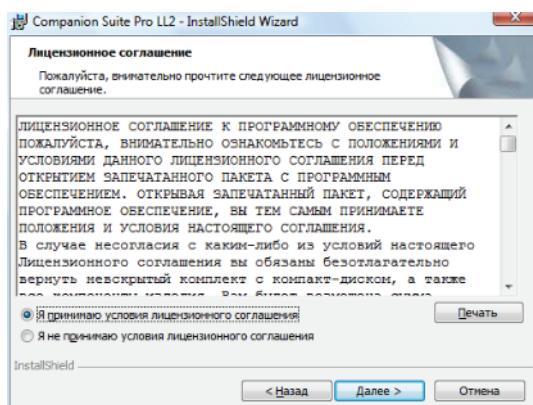 Companion Suite Pro LL2 - InstallShield Wizard
Лицензионное соглашение
Пожалуйста, внимательно прочтите следующее лицензионное
соглашение.
ЛИЦЕНЗИОННОЕ СОГЛАШЕНИЕ К ПРОГРАММНОМУ ОБЕСПЕЧЕНИЮ
ПОЖАЛУЙСТА, ВНИМАТЕЛЬНО ОЗНАКОМЬТЕСЬ С ПОЛОЖЕНИЯМИ И
УСЛОВИЯМИ ДАННОГО ЛИЦЕНЗИОННОГО СОГЛАШЕНИЯ ПЕРЕД
ОТКРЫТИЕМ ЗАПЕЧАТАННОГО ПАКЕТА С ПРОГРАММНЫМ
ОБЕСПЕЧЕНИЕМ. ОТКРЫВАЯ ЗАПЕЧАТАННЫЙ ПАКЕТ, СОДЕРЖАЩИЙ
ПРОГРАММНОЕ ОБЕСПЕЧЕНИЕ, ВЫ ТЕМ САМЫМ ПРИНИМАЕТЕ
ПОЛОЖЕНИЯ И УСЛОВИЯ НАСТОЯЩЕГО СОГЛАШЕНИЯ.
В случае несогласия с каким-либо из условий настоящего
Лицензионного соглашения вы обязаны безотлагательно
вернуть невскрытый комплект с компакт-диском, а также
Я принимаю условия лицензионного соглашения
Печать
Я не принимаю условия лицензионного соглашения
InstallShield
< Назад
Далее >
Отмена